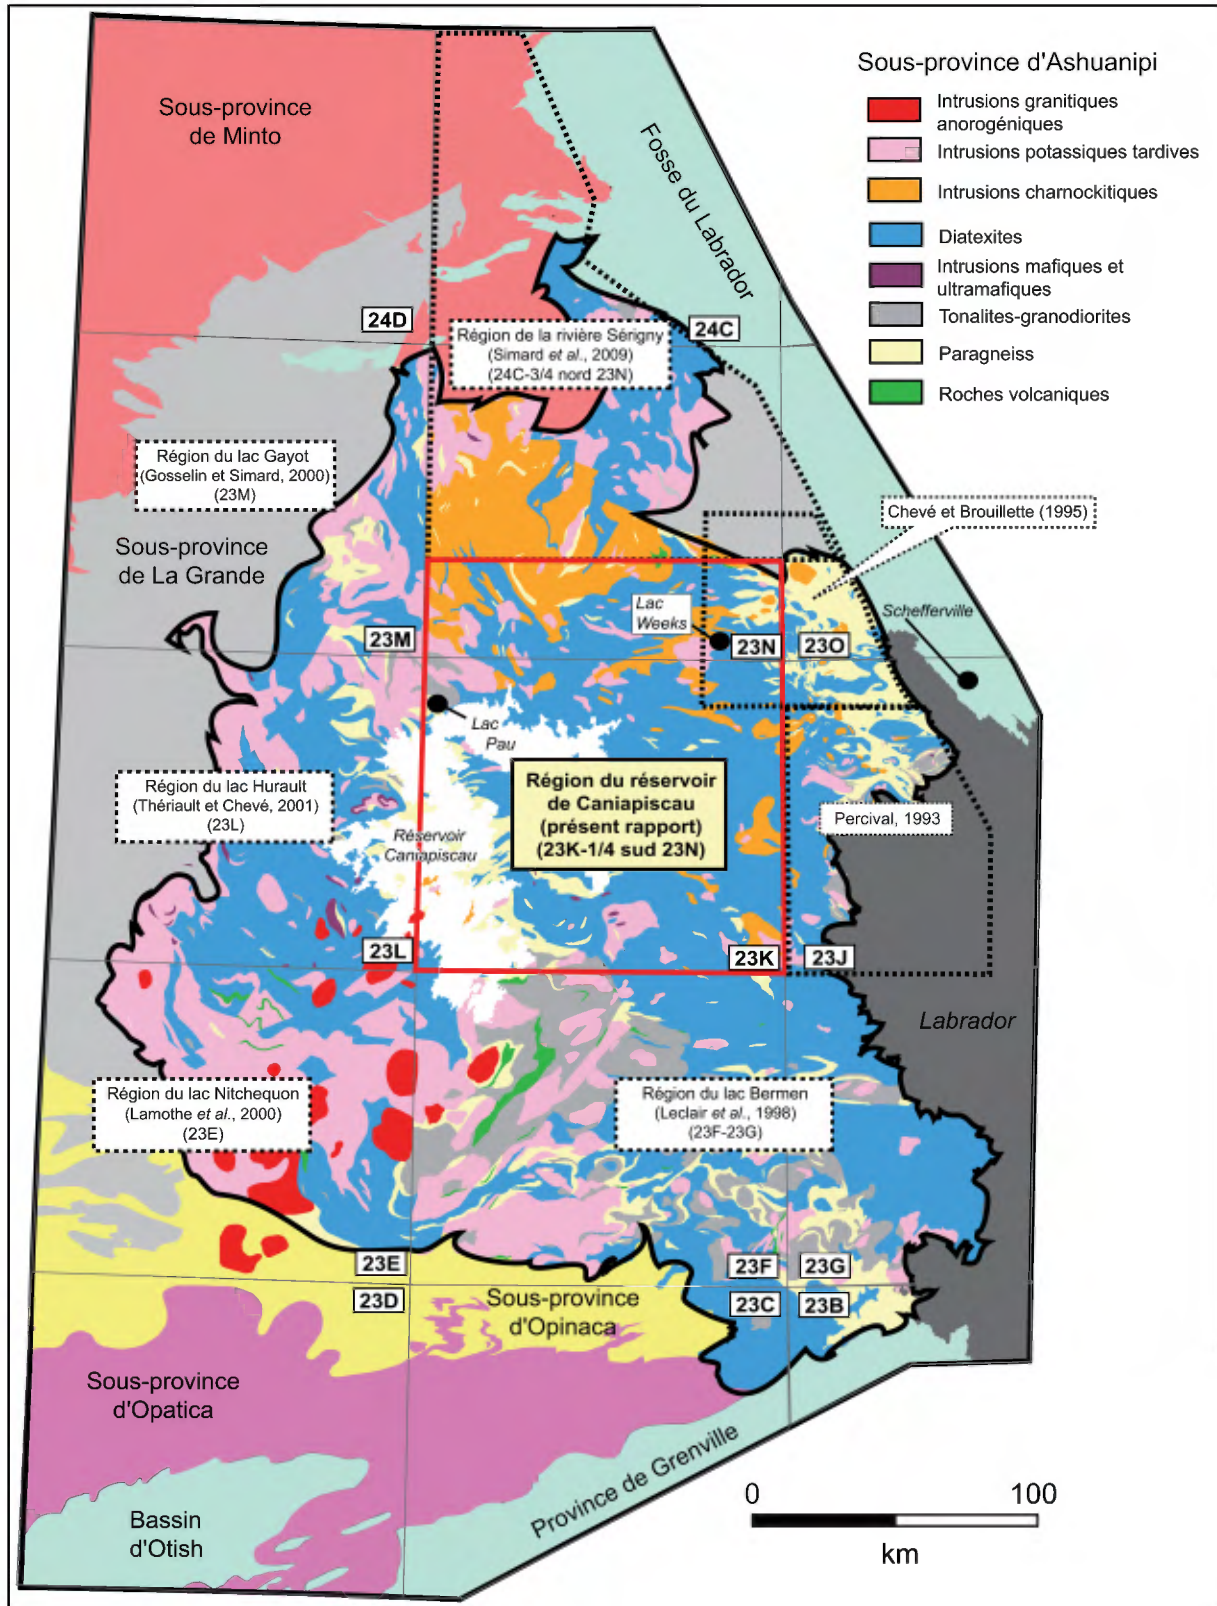 Sous-province d'Ashuanipi
Intrusions granitiques
anorogéniques
Intrusions potassiques tardives
Intrusions charnockitiques
Diatexites
Intrusions mafiques et
ultramafiques
Tonalites-granodiorites
Paragneiss
Roches volcaniques
Sous-province
de Minto
Fosse du Labrador
24D
24C
Région de la rivière Sérigny
(Simard et al., 2009)
(24C-3/4 nord 23N)
Région du lac Gayot
(Gosselin et Simard, 2000)
(23M)
Chevé et Brouillette (1995)
Sous-province
de La Grande
Lac
Weeks
Schefferville
23M
23N
23O
Lac
Pau
Région du réservoir
de Caniapiscau
(présent rapport)
(23K-1/4 sud 23N)
Région du lac Hurault
(Thériault et Chevé, 2001)
(23L)
Percival, 1993
Réservoir
Caniapiscau
23L
23K
23J
Labrador
Région du lac Nitchequon
(Lamothe et al., 2000)
(23E)
Région du lac Bermen
(Leclair et al., 1998)
(23F-23G)
23E
23F
23G
23D
23C
23B
Sous-province
d'Opinaca
Sous-province
d'Opatica
Province de Grenville
Bassin
d'Otish
0
100
km